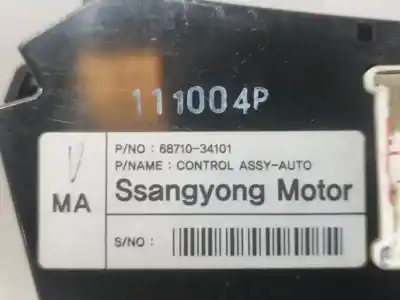 111004P
P/NO : 68710-34101
P/NAME : CONTROL ASSY-AUTO
V
MA
Ssangyong Motor
S/NO :